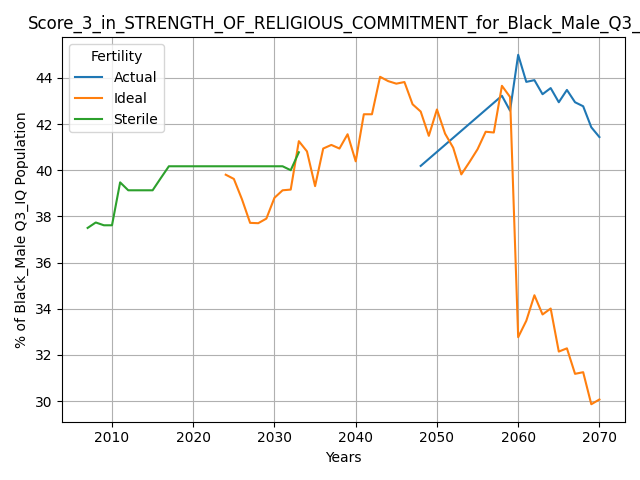 Score_3_in_STRENGTH_OF_RELIGIOUS_COMMITMENT_for_Black_Male_Q3_
Fertility
Actual
Ideal
Sterile
% of Black_Male Q3_IQ Population
44
42
40
38
36
34
32
30
2010 2020 2030 2040 2050 2060 2070
Years